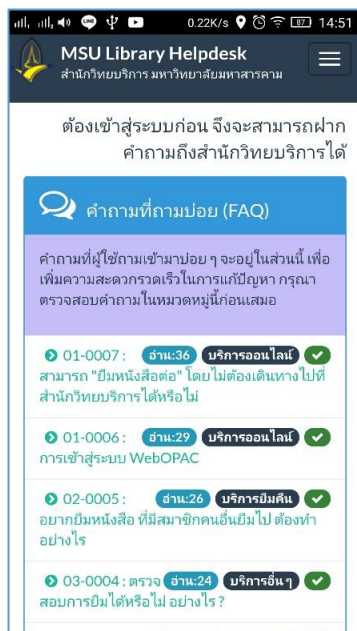 LINE
0.22K/s
87
14:51
MSU Library Helpdesk
สำนักวิทยบริการ มหาวิทยาลัยมหาสารคาม
ต้องเข้าสู่ระบบก่อน จึงจะสามารถฝาก
คำถามถึงสำนักวิทยบริการได้
คำถามที่ถามบ่อย (FAQ)
คำถามที่ผู้ใช้ถามเข้ามาบ่อย ๆ จะอยู่ในส่วนนี้ เพื่อ
เพิ่มความสะดวกรวดเร็วในการแก้ปัญหา กรุณา
ตรวจสอบคำถามในหมวดหมู่นี้ก่อนเสมอ
01-0007 : อ่าน:36 บริการออนไลน์
สามารถ "ยืมหนังสือต่อ" โดยไม่ต้องเดินทางไปที่
สำนักวิทยบริการได้หรือไม่
01-0006 : อ่าน:29 บริการออนไลน์
การเข้าสู่ระบบ WebOPAC
02-0005 : อ่าน:26 บริการยืมคืน
อยากยืมหนังสือ ที่มีสมาชิกคนอื่นยืมไป ต้องทำ
อย่างไร
03-0004 : ตรวจ อ่าน:24 บริการอื่น ๆ
สอบการยืมได้หรือไม่ อย่างไร ?